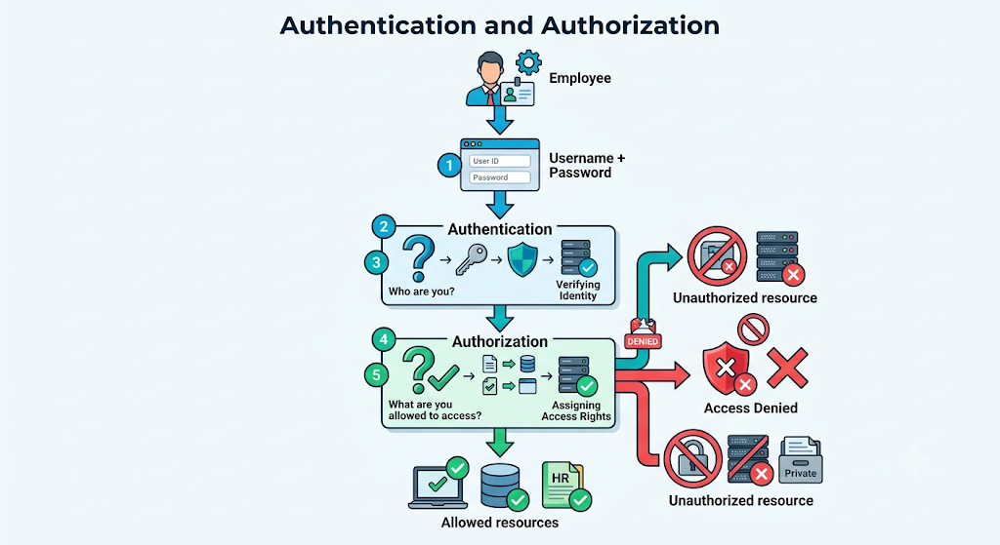 Authentication and Authorization
Employee
1
User ID
Password
Username +
Password
2
Authentication
3
Who are you?
Verifying
Identity
Unauthorized resource
DENIED
4
Authorization
5
What are you
allowed to access?
Assigning
Access Rights
Access Denied
Private
Unauthorized resource
HR
Allowed resources